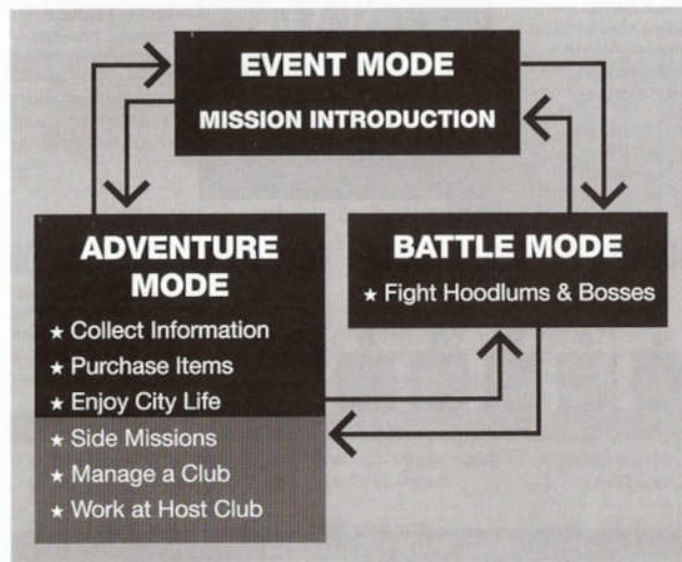 EVENT MODE
MISSION INTRODUCTION
ADVENTURE
MODE
★ Collect Information
★ Purchase Items
★ Enjoy City Life
★ Side Missions
★ Manage a Club
★ Work at Host Club
BATTLE MODE
★ Fight Hoodlums & Bosses